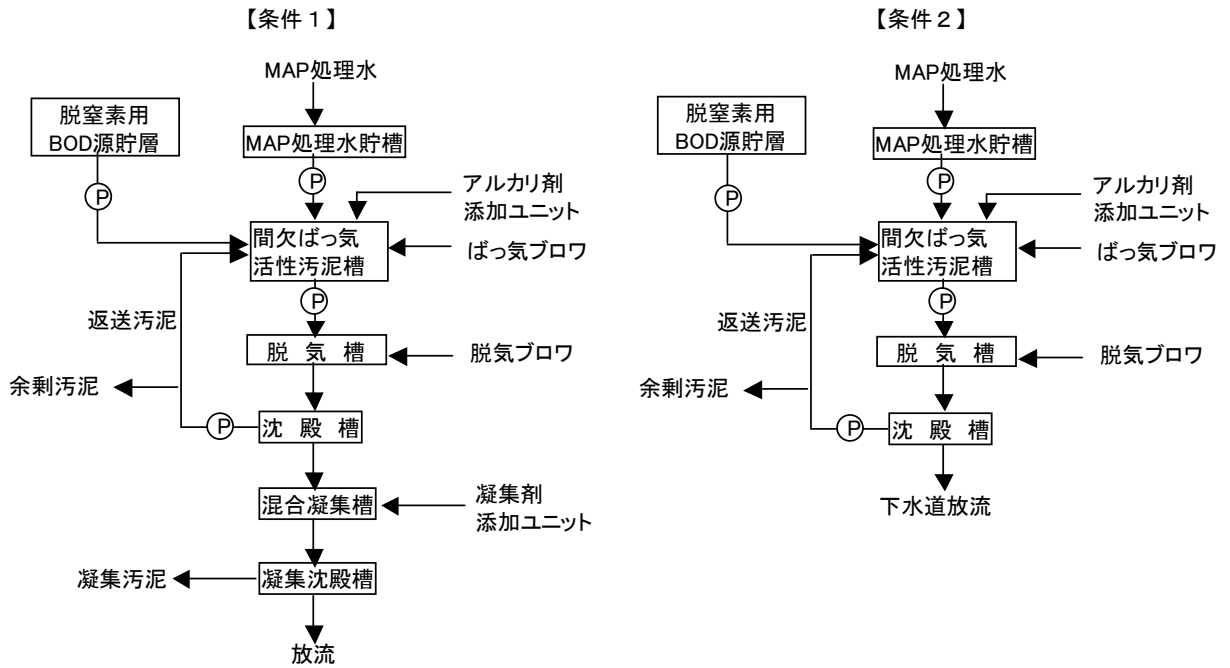 【条件1】
MAP処理水
脱窒素用
BOD源貯層
MAP処理水貯槽
P
P
アルカリ剤
添加ユニット
間欠ばっ気
活性汚泥槽
ばっ気ブロワ
P
返送汚泥
脱 気 槽
脱気ブロワ
余剰汚泥
P
沈 殿 槽
混合凝集槽
凝集剤
添加ユニット
凝集汚泥
凝集沈殿槽
放流
【条件2】
MAP処理水
脱窒素用
BOD源貯層
MAP処理水貯槽
P
P
アルカリ剤
添加ユニット
間欠ばっ気
活性汚泥槽
ばっ気ブロワ
P
返送汚泥
脱 気 槽
脱気ブロワ
余剰汚泥
P
沈 殿 槽
下水道放流